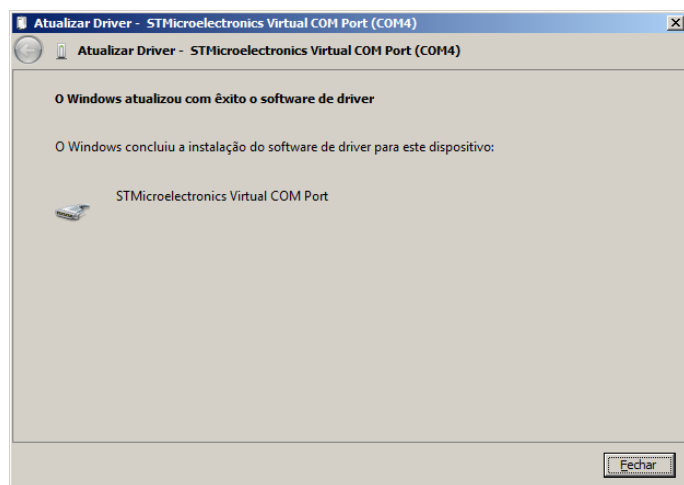 Atualizar Driver - STMicroelectronics Virtual COM Port (COM4)
Atualizar Driver - STMicroelectronics Virtual COM Port (COM4)
O Windows atualizou com êxito o software de driver
O Windows concluiu a instalação do software de driver para este dispositivo:
STMicroelectronics Virtual COM Port
Fechar